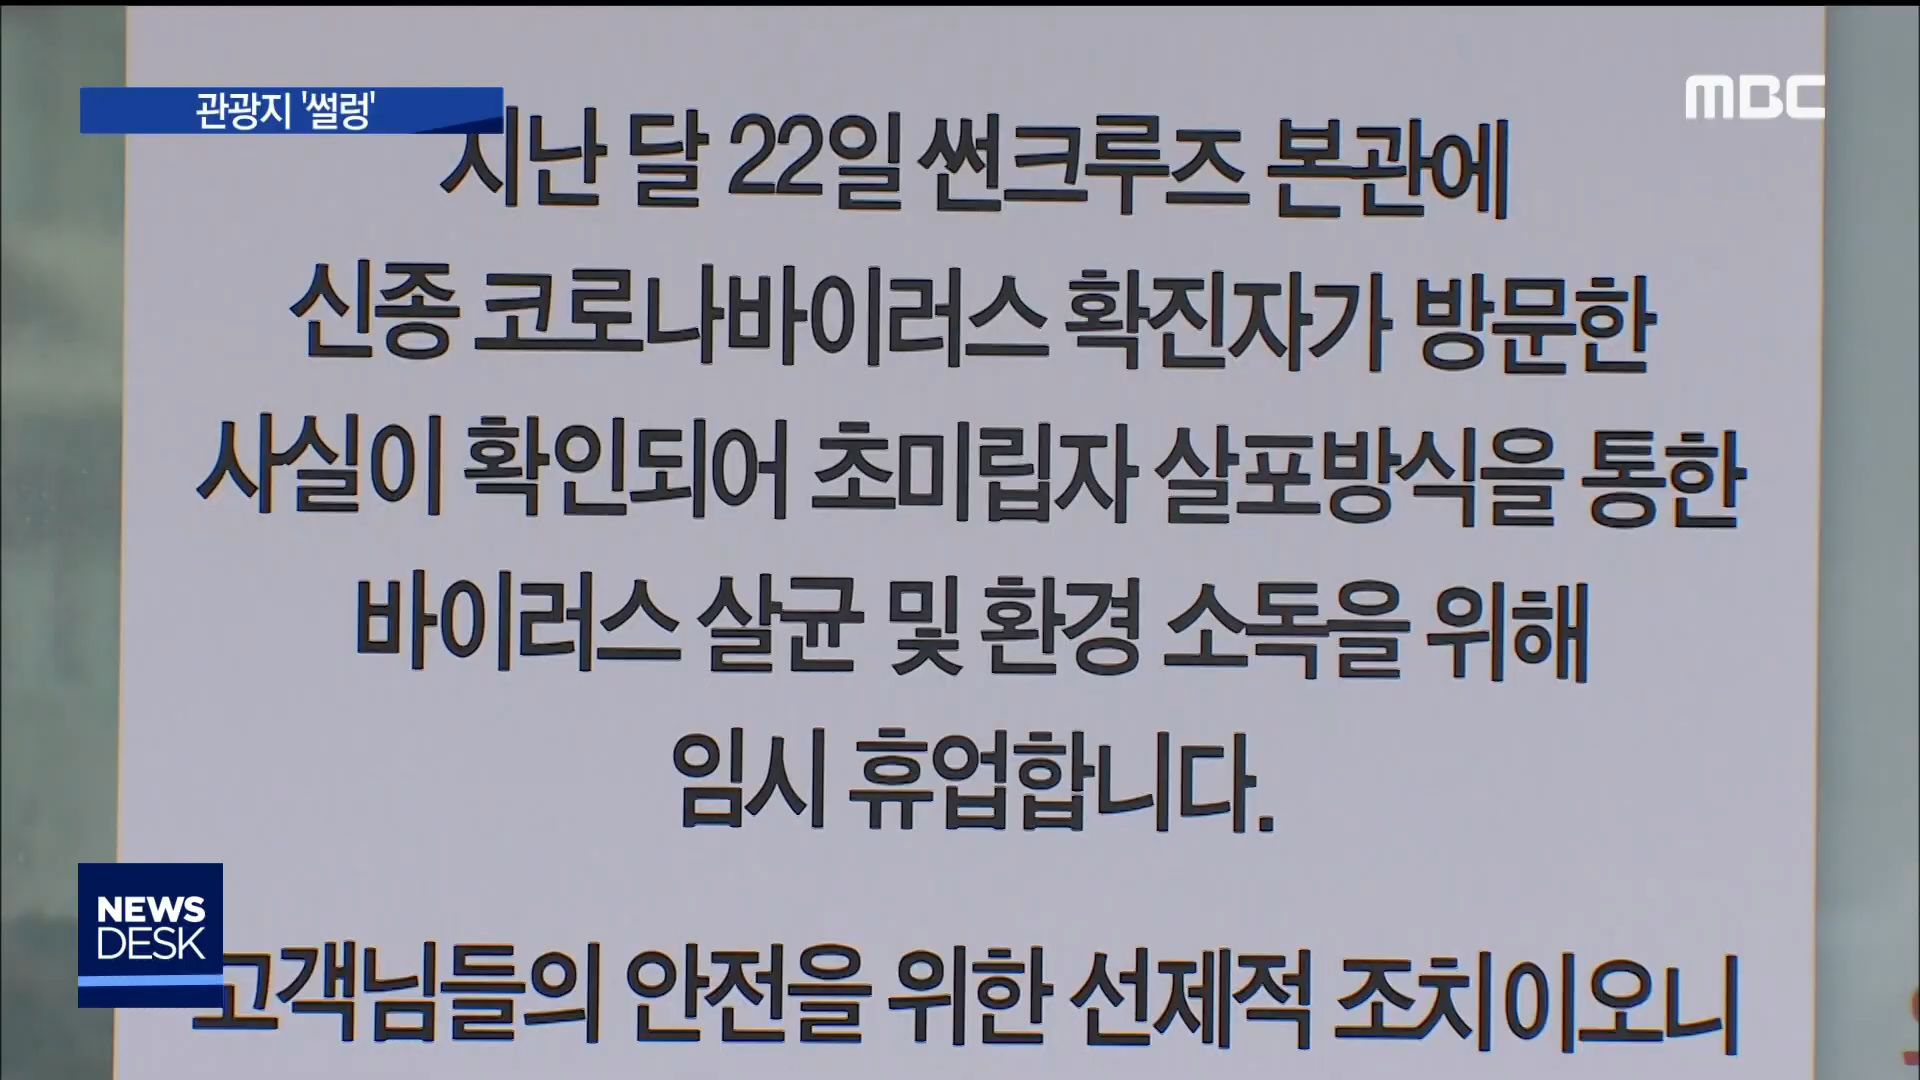 관광지 '썰렁'
MBC
지난 달 22일 썬크루즈 본관에
신종 코로나바이러스 확진자가 방문한
사실이 확인되어 초미립자 살포방식을 통한
바이러스 살균 및 환경 소독을 위해
임시 휴업합니다.
NEWS
DESK
고객님들의 안전을 위한 선제적 조치이오니